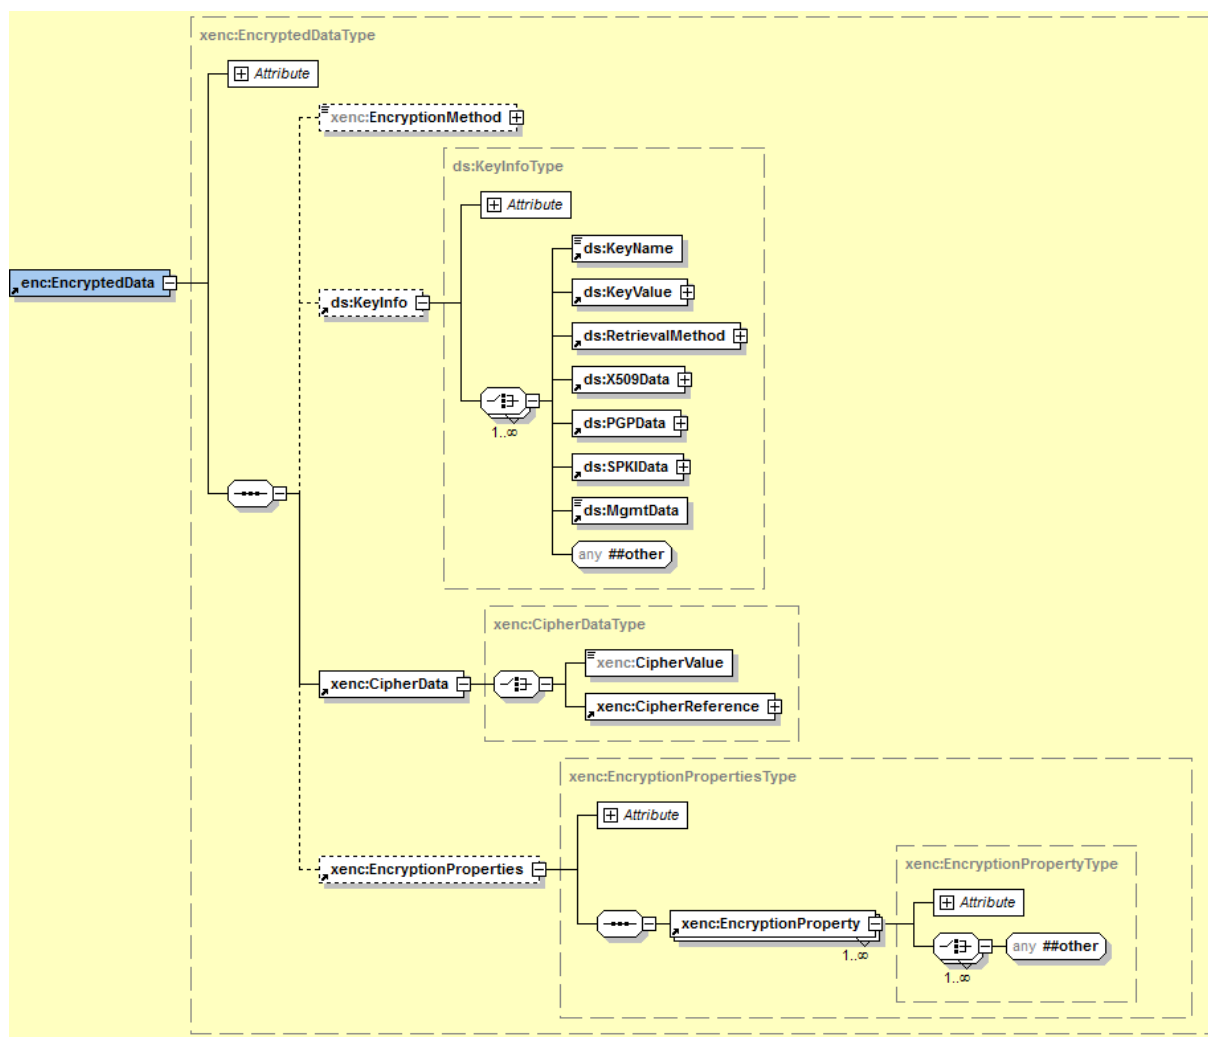 xenc:EncryptedDataType
Attribute
xenc:EncryptionMethod
ds:KeyInfoType
Attribute
ds:KeyName
enc:EncryptedData
ds:KeyValue
ds:KeyInfo
ds:RetrievalMethod
ds:X509Data
1..∞
ds:PGPData
ds:SPKIData
ds:MgmtData
any ##other
xenc:CipherDataType
xenc:CipherValue
xenc:CipherData
xenc:CipherReference
xenc:EncryptionPropertiesType
Attribute
xenc:EncryptionProperties
xenc:EncryptionPropertyType
Attribute
xenc:EncryptionProperty
1..∞
any ##other
1..∞